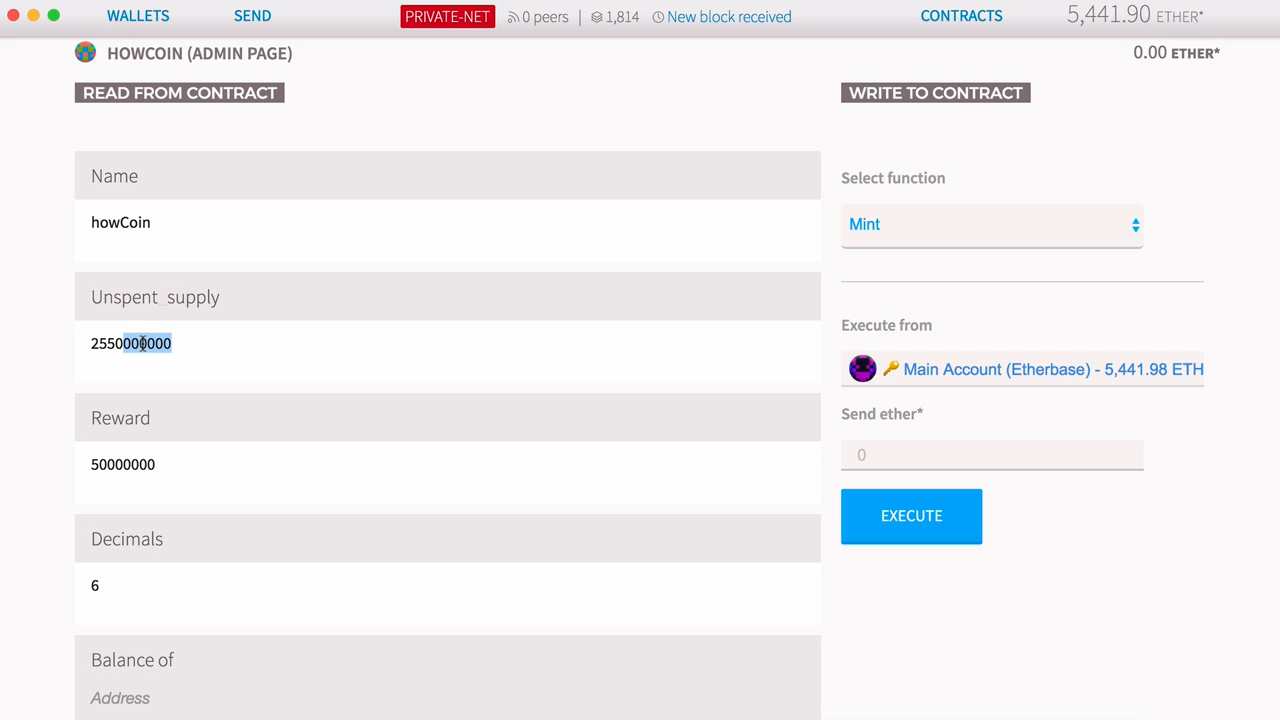 WALLETS SEND PRIVATE-NET 0 peers 1,814 New block received CONTRACTS 5,441.90 ETHER*
HOWCOIN (ADMIN PAGE) 0.00 ETHER*
READ FROM CONTRACT
Name
howCoin
Unspent_supply
2550000000
Reward
50000000
Decimals
6
Balance of
Address
WRITE TO CONTRACT
Select function
Mint
Execute from
Main Account (Etherbase) - 5,441.98 ETH
Send ether*
0
EXECUTE